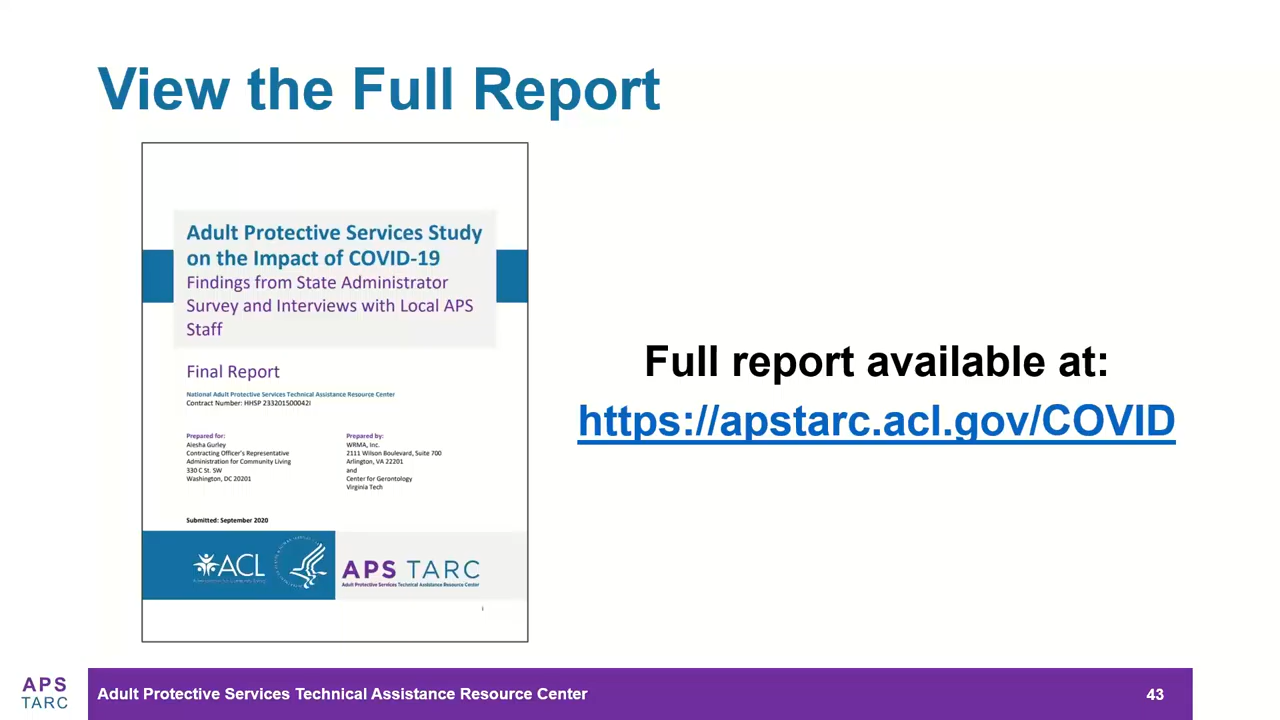 View the Full Report
Adult Protective Services Study
on the Impact of COVID-19
Findings from State Administrator
Survey and Interviews with Local APS
Staff
Final Report
National Adult Protective Services Technical Assistance Resource Center
Contract Number: HHSP 233201500042I
Prepared for:
Aiesha Gurley
Contracting Officer's Representative
Administration for Community Living
330 C St. SW
Washington, DC 20201
Prepared by:
WRMA, Inc.
2111 Wilson Boulevard, Suite 700
Arlington, VA 22201
and
Center for Gerontology
Virginia Tech
Submitted: September 2020
ACL
APS TARC
Adult Protective Services Technical Assistance Resource Center
Full report available at:
https://apstarc.acl.gov/COVID
APS
TARC
Adult Protective Services Technical Assistance Resource Center
43